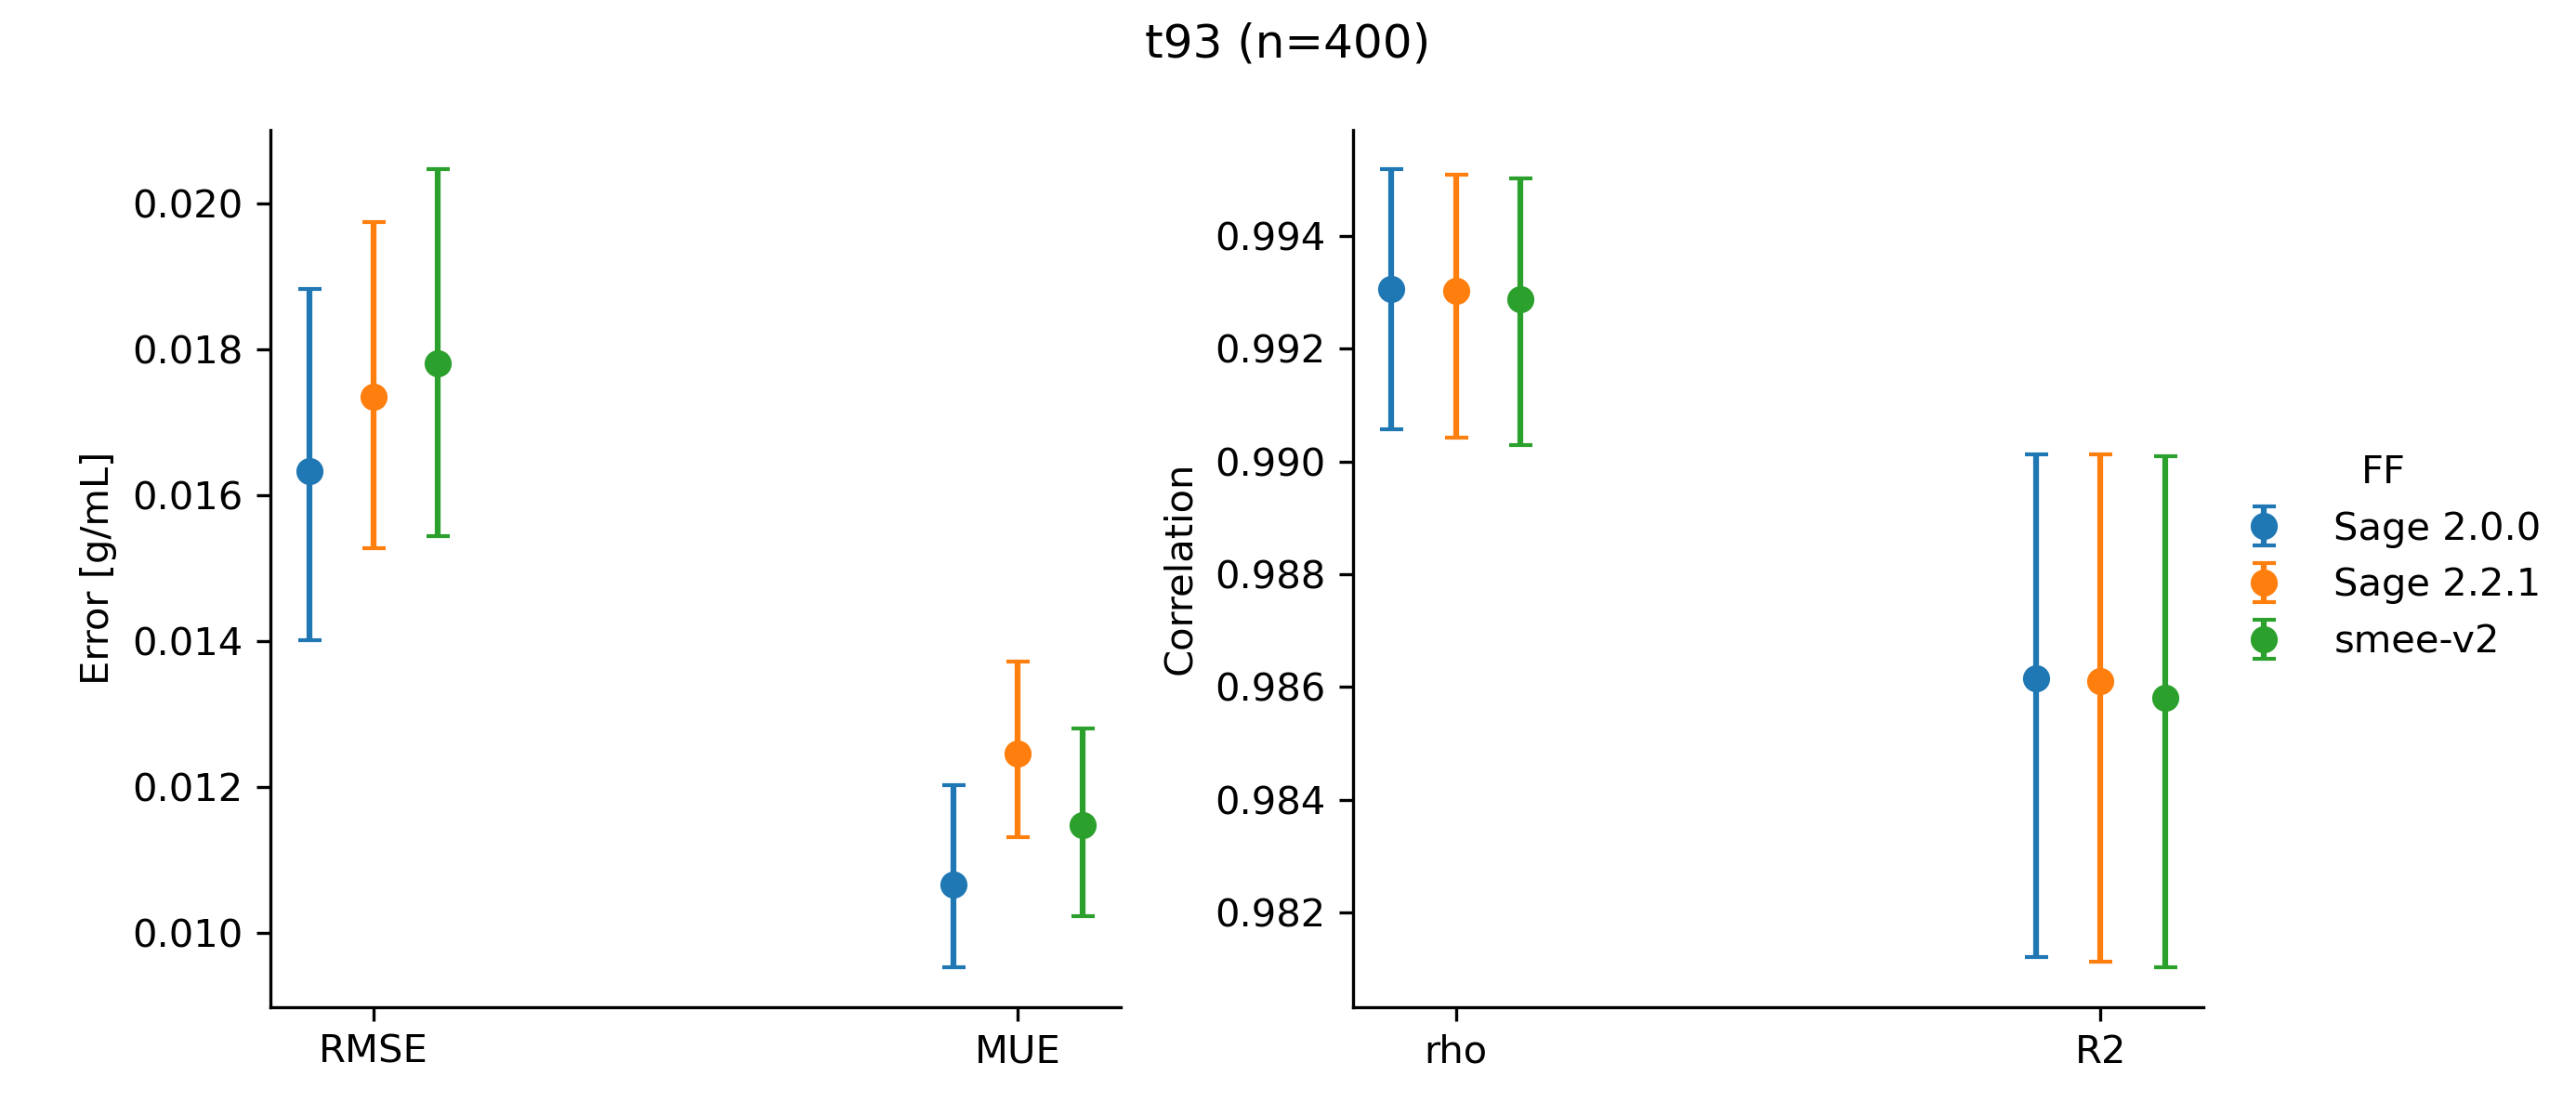 t93 (n=400)
Error [g/mL]
0.020
0.018
0.016
0.014
0.012
0.010
RMSE
MUE
Correlation
0.994
0.992
0.990
0.988
0.986
0.984
0.982
rho
R2
FF
Sage 2.0.0
Sage 2.2.1
smee-v2